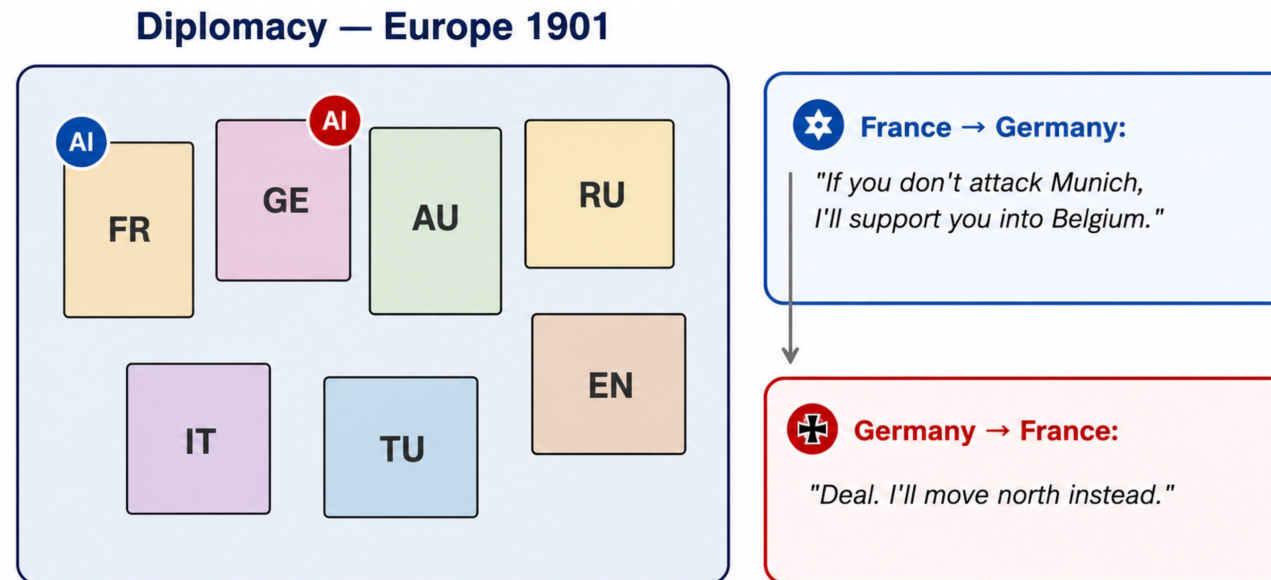 Diplomacy — Europe 1901
AI
AI
FR
GE
AU
RU
EN
IT
TU
France → Germany:
"If you don't attack Munich,
I'll support you into Belgium."
Germany → France:
"Deal. I'll move north instead."